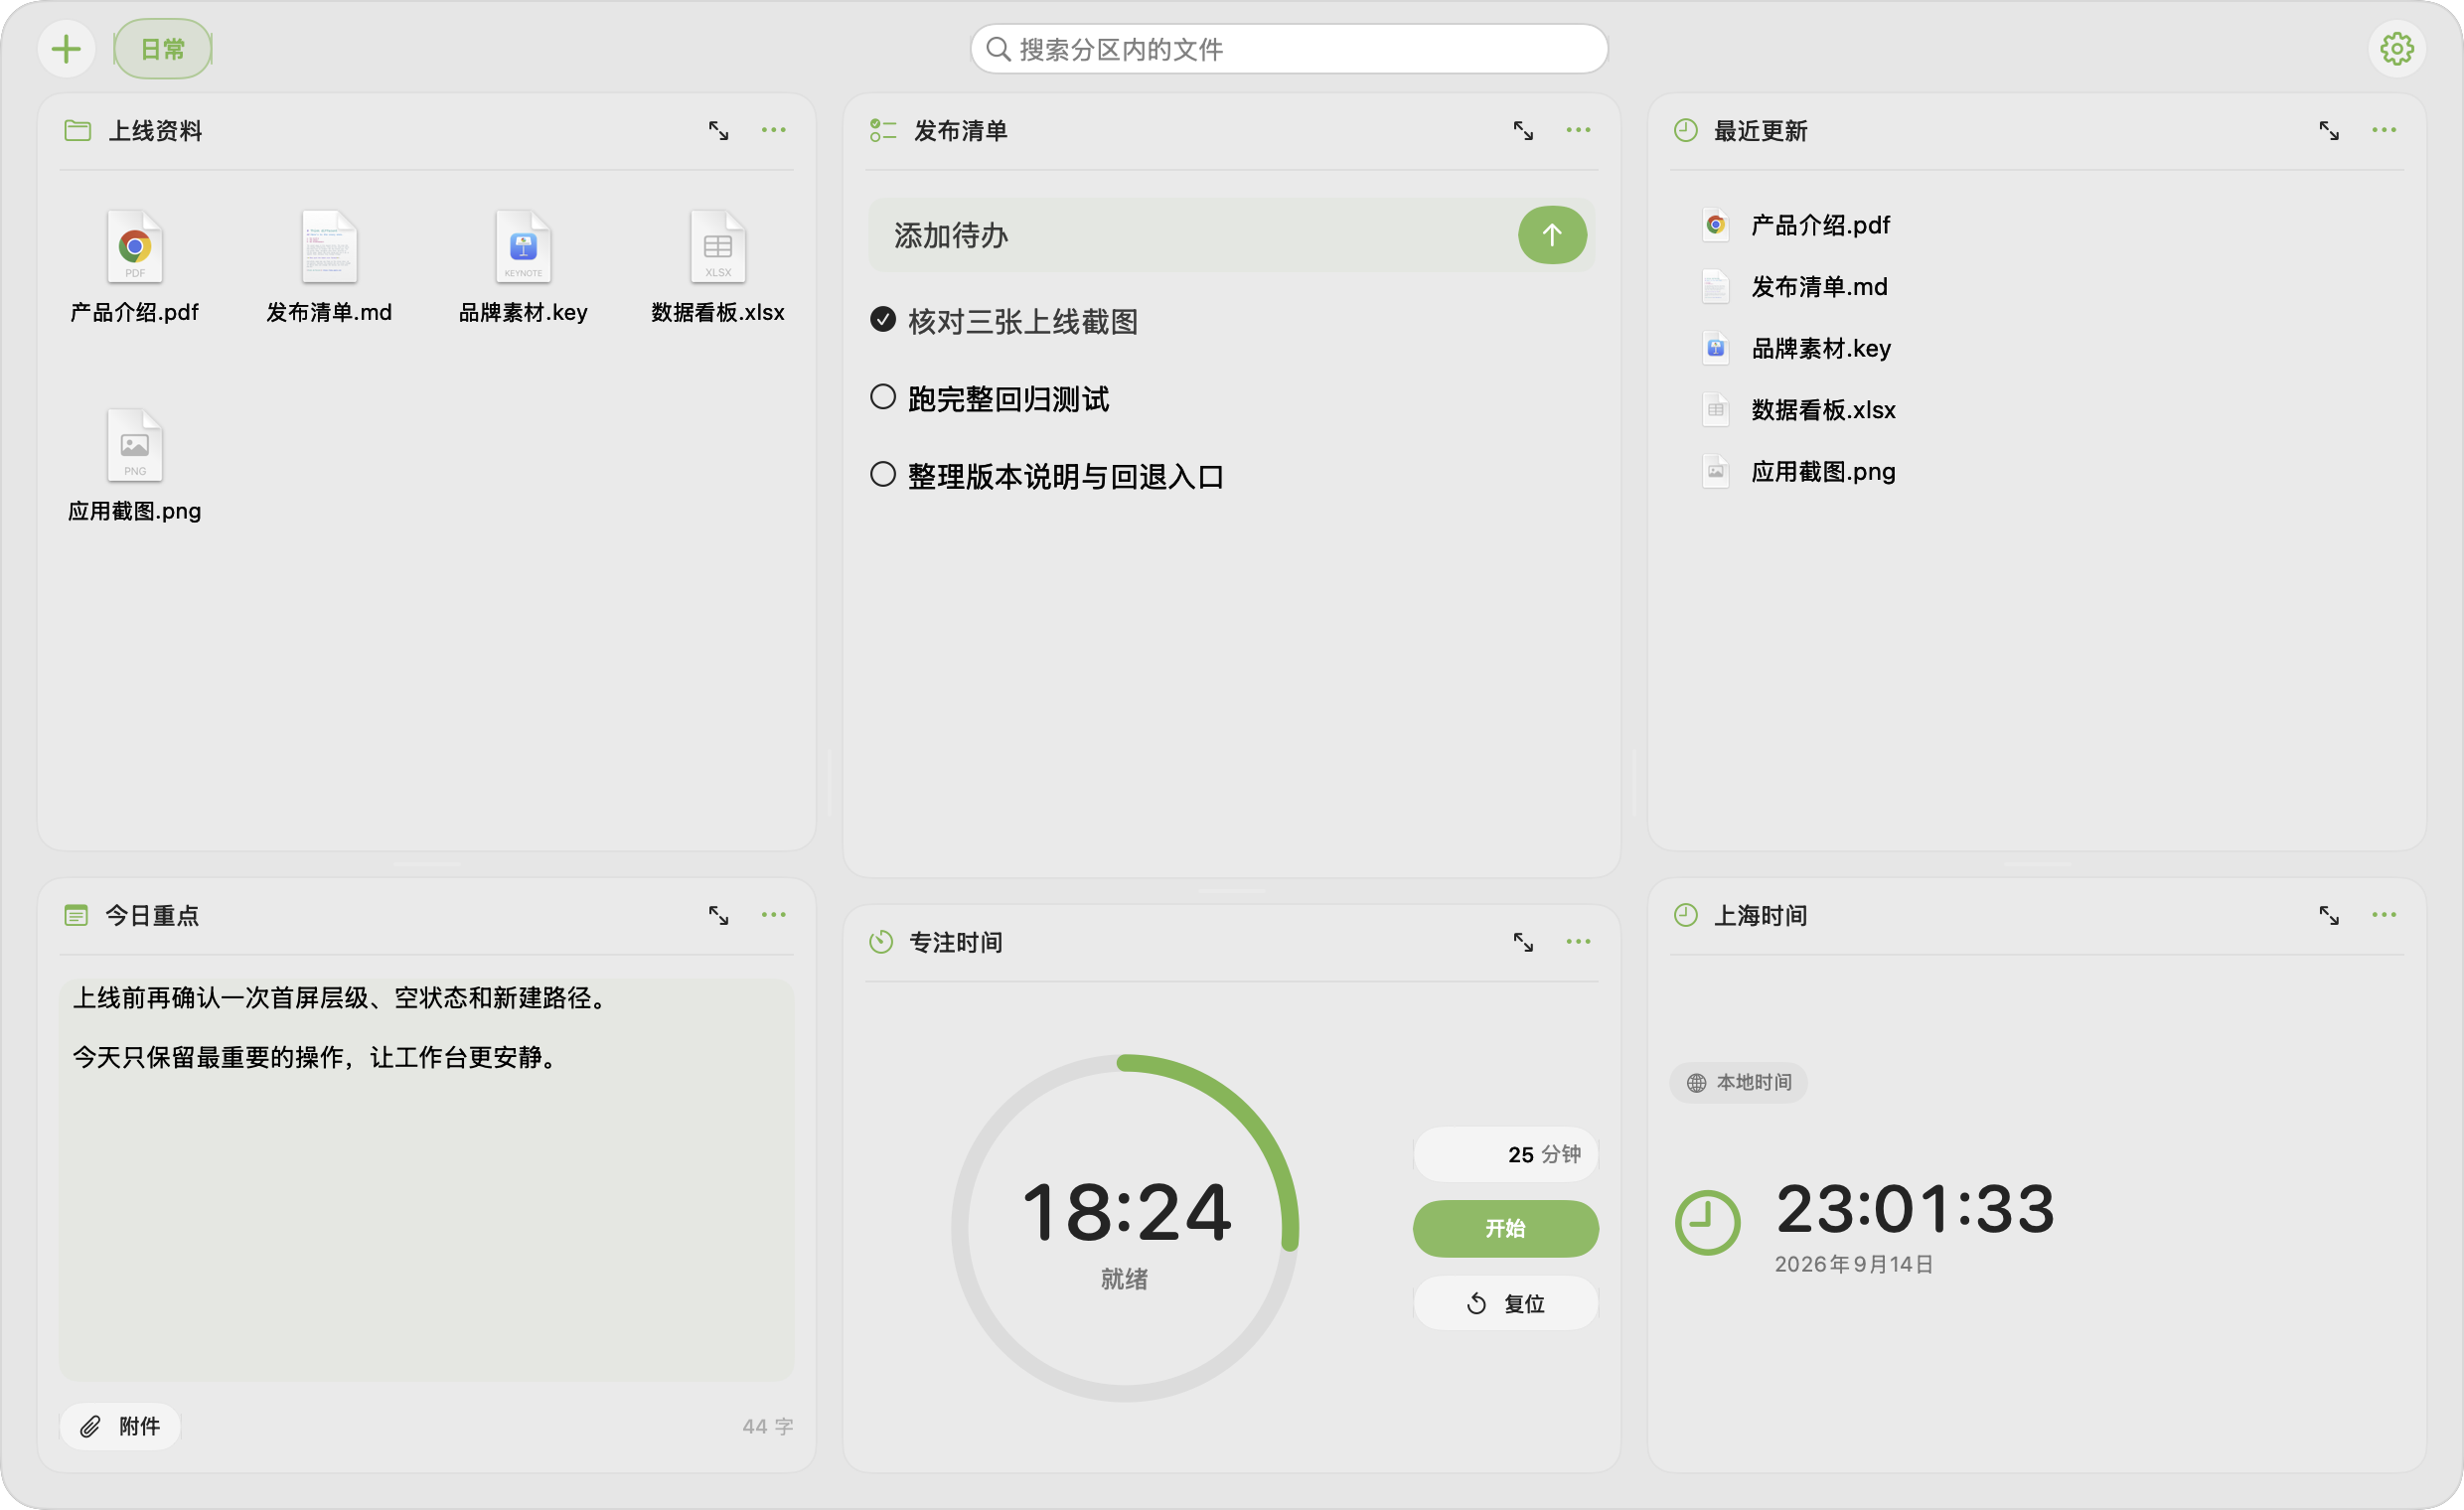 日常
搜索分区内的文件
上线资料
PDF
KEYNOTE
XLSX
产品介绍.pdf
发布清单.md
品牌素材.key
数据看板.xlsx
PNG
应用截图.png
发布清单
添加待办
核对三张上线截图
跑完整回归测试
整理版本说明与回退入口
最近更新
产品介绍.pdf
发布清单.md
品牌素材.key
数据看板.xlsx
应用截图.png
今日重点
上线前再确认一次首屏层级、空状态和新建路径。
今天只保留最重要的操作，让工作台更安静。
附件
44 字
专注时间
18:24
就绪
25 分钟
开始
复位
上海时间
本地时间
23:01:33
2026年9月14日